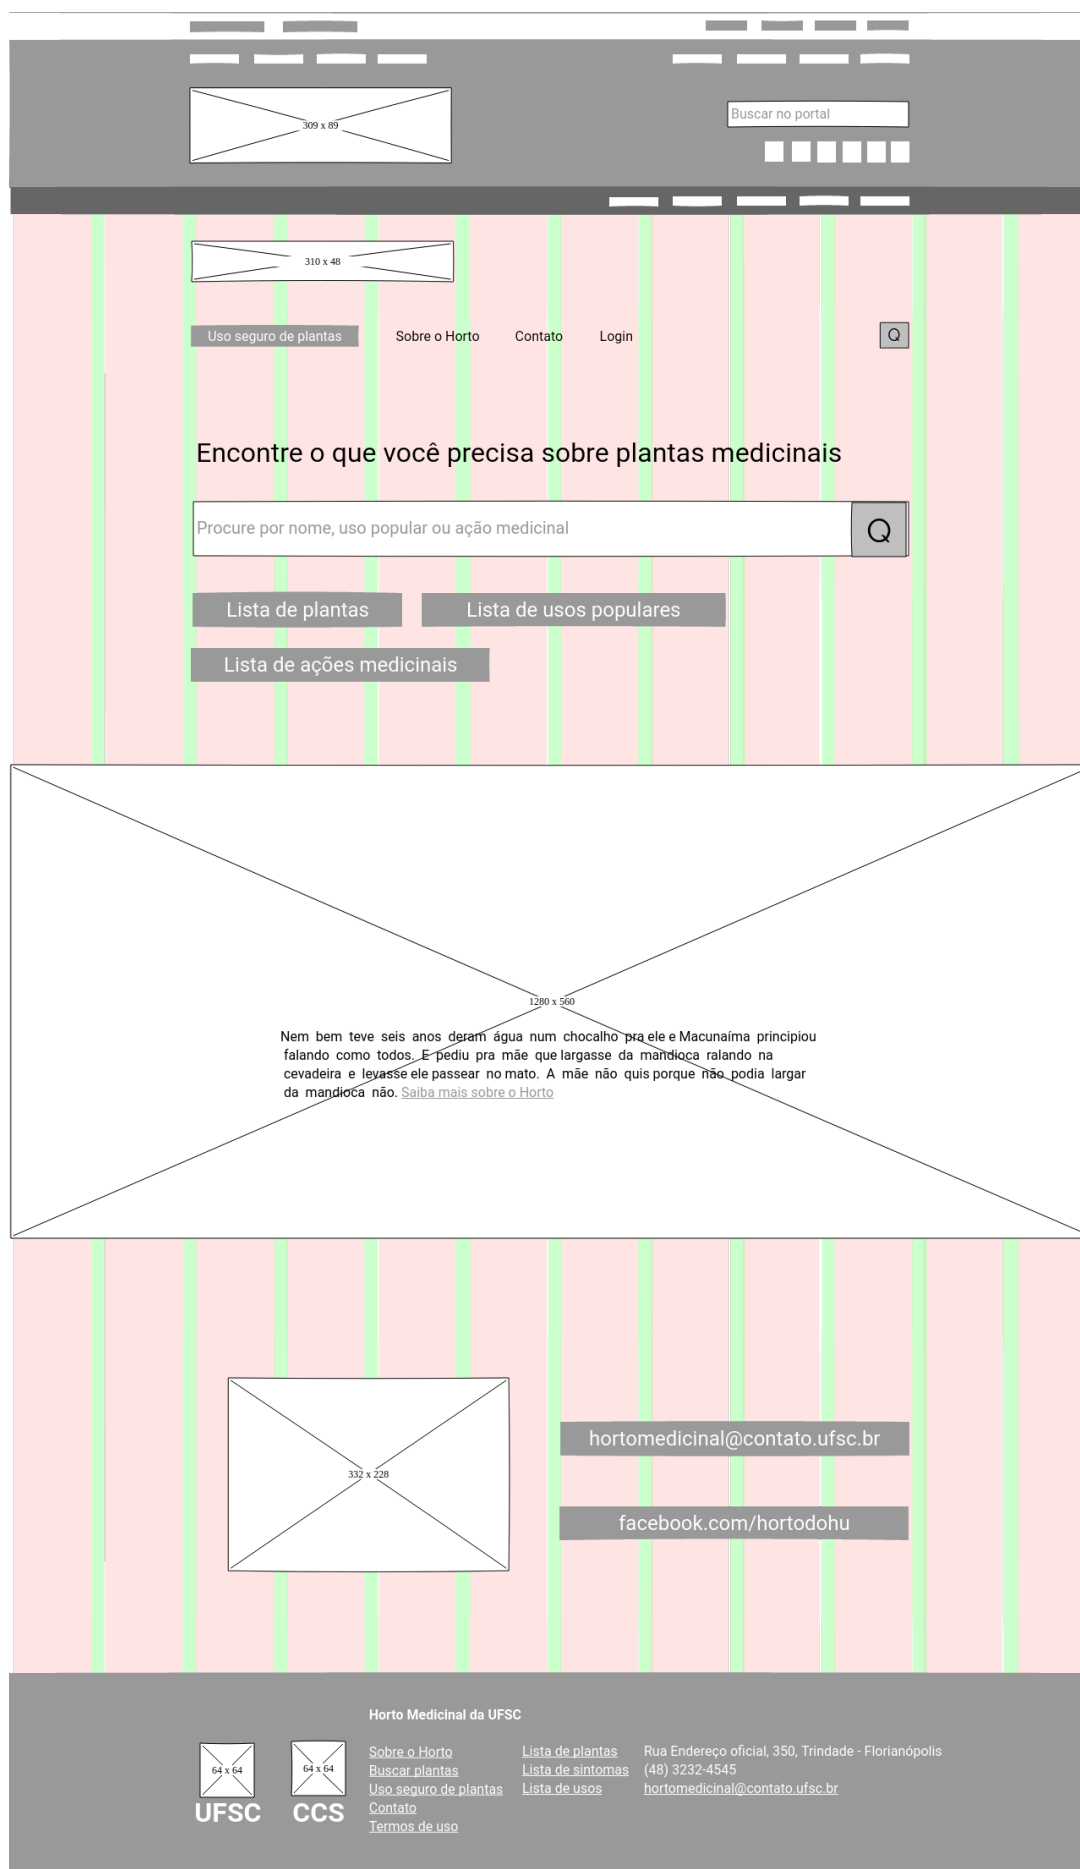 309 x 89
Buscar no portal
310 x 48
Uso seguro de plantas
Sobre o Horto
Contato
Login
Q
Encontre o que você precisa sobre plantas medicinais
Procure por nome, uso popular ou ação medicinal
Q
Lista de plantas
Lista de usos populares
Lista de ações medicinais
1280 x 560
Nem bem teve seis anos deram água num chocalho pra ele e Macunaíma principiou
falando como todos. E pediu pra mãe que largasse da mandioca ralando na
cevadeira e levasse ele passear no mato. A mãe não quis porque não podia largar
da mandioca não. Saiba mais sobre o Horto
332 x 228
hortomedicinal@contato.ufsc.br
facebook.com/hortodohu
64 x 64
UFSC
64 x 64
CCS
Horto Medicinal da UFSC
Sobre o Horto
Buscar plantas
Uso seguro de plantas
Contato
Termos de uso
Lista de plantas
Lista de sintomas
Lista de usos
Rua Endereço oficial, 350, Trindade - Florianópolis
(48) 3232-4545
hortomedicinal@contato.ufsc.br